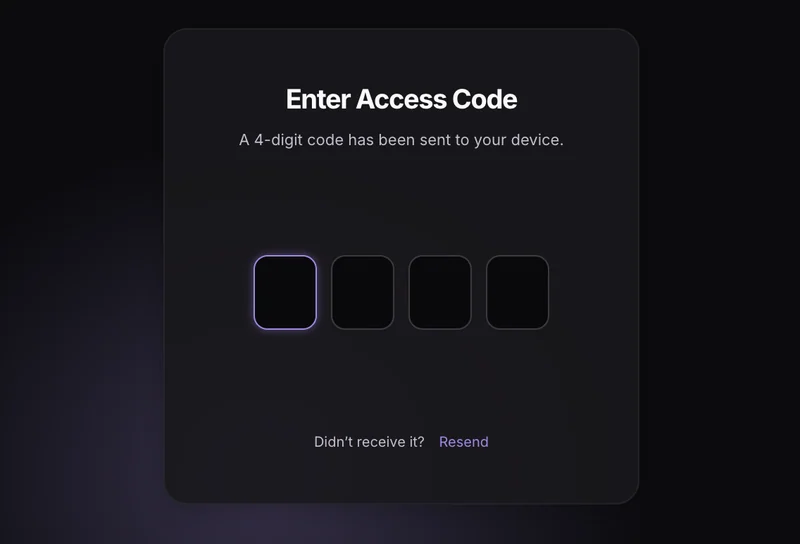 Enter Access Code
A 4-digit code has been sent to your device.
Didn’t receive it? Resend